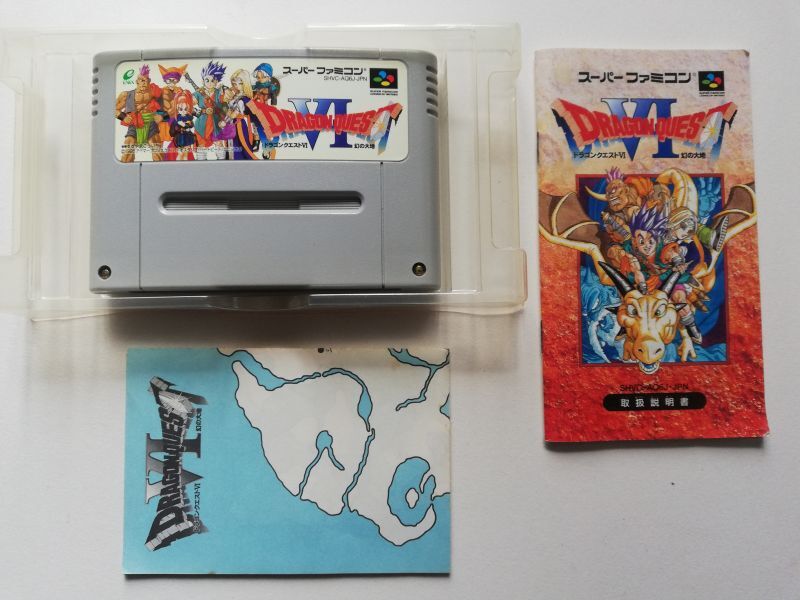 ENIX
スーパーファミコン
SHVC-AQ6J-JPN
DRAGON QUEST
VI
ドラゴンクエストVI 幻の大地
スーパーファミコン
DRAGON QUEST
VI
ドラゴンクエストVI 幻の大地
SHVC-AQ6J-JPN
取扱説明書
DRAGON QUEST
VI
ドラゴンクエストVI 幻の大地